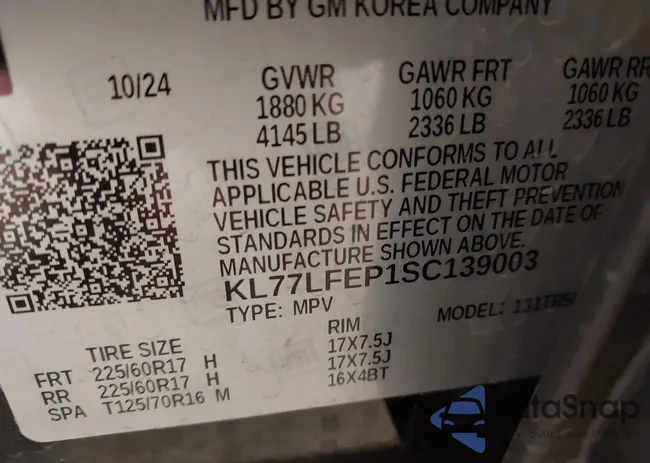 MFD BY GM KOREA COMPANY
10/24 GVWR GAWR FRT GAWR RR
1880 KG 1060 KG 1060 KG
4145 LB 2336 LB 2336 LB
THIS VEHICLE CONFORMS TO ALL
APPLICABLE U.S. FEDERAL MOTOR
VEHICLE SAFETY AND THEFT PREVENTION
STANDARDS IN EFFECT ON THE DATE OF
MANUFACTURE SHOWN ABOVE.
KL77LFEP1SC139003
TYPE: MPV MODEL:
TIRE SIZE RIM
FRT 225/60R17 H 17X7.5J
RR 225/60R17 H 17X7.5J
SPA T125/70R16 M 16X4BT